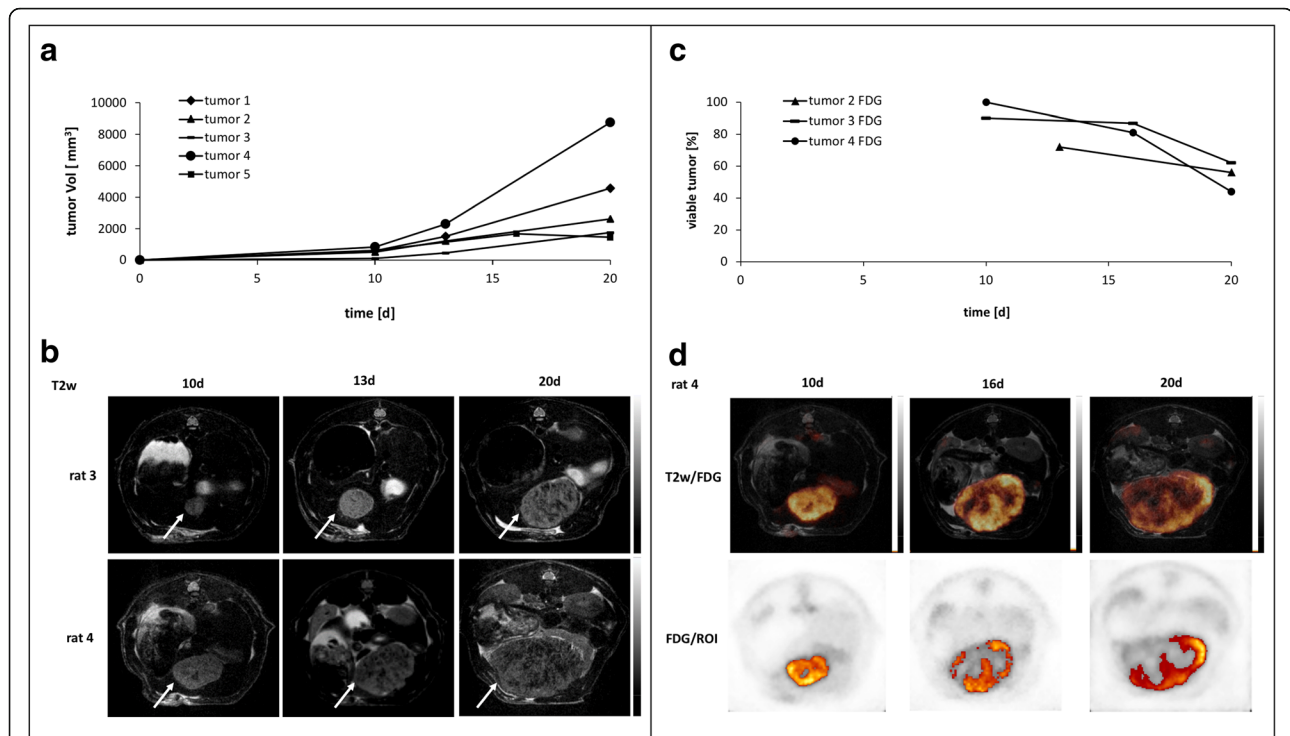 a
tumor 1
tumor 2
tumor 3
tumor 4
tumor 5
tumor Vol [ mm³]
10000
8000
6000
4000
2000
0
0 5 10 15 20
time [d]
b
T2w 10d 13d 20d
rat 3
rat 4
c
tumor 2 FDG
tumor 3 FDG
tumor 4 FDG
viable tumor [%]
100
80
60
40
20
0
0 5 10 15 20
time [d]
d
rat 4 10d 16d 20d
T2w/FDG
FDG/ROI